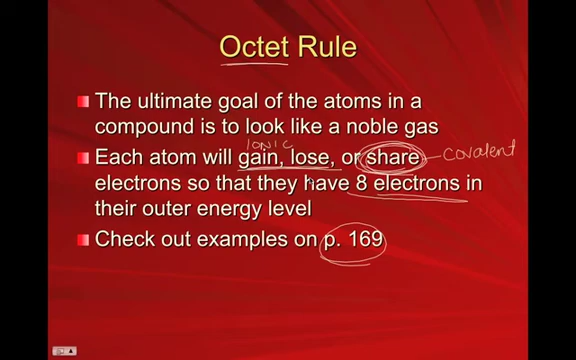 Octet Rule
The ultimate goal of the atoms in a
compound is to look like a noble gas
IONIC
Each atom will gain, lose, or share covalent
electrons so that they have 8 electrons in
their outer energy level
Check out examples on p. 169